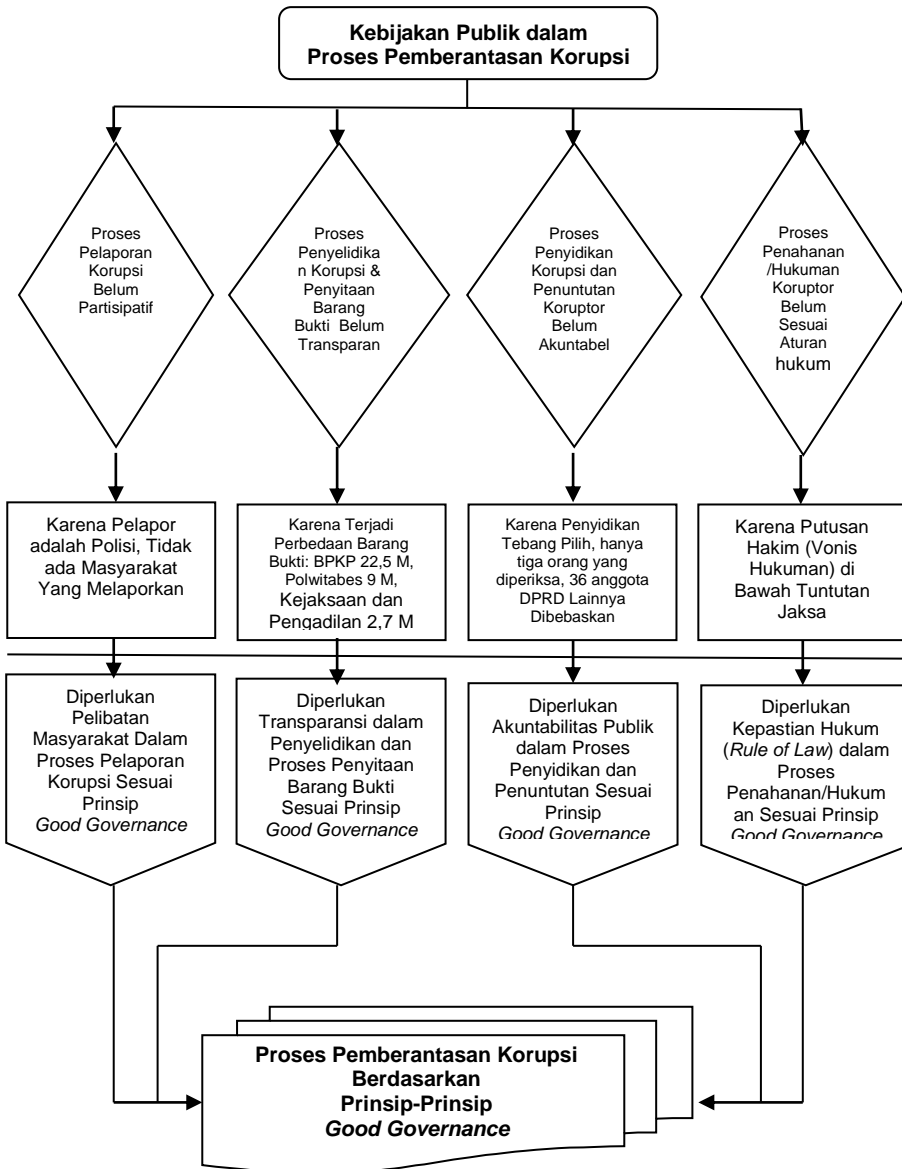 Kebijakan Publik dalam
Proses Pemberantasan Korupsi
Proses
Pelaporan
Korupsi
Belum
Partisipatif
Proses
Penyelidika
n Korupsi &
Penyitaan
Barang
Bukti Belum
Transparan
Proses
Penyidikan
Korupsi dan
Penuntutan
Koruptor
Belum
Akuntabel
Proses
Penahanan
/Hukuman
Koruptor
Belum
Sesuai
Aturan
hukum
Karena Pelapor
adalah Polisi, Tidak
ada Masyarakat
Yang Melaporkan
Karena Terjadi
Perbedaan Barang
Bukti: BPKP 22,5 M,
Polwitabes 9 M,
Kejaksaan dan
Pengadilan 2,7 M
Karena Penyidikan
Tebang Pilih, hanya
tiga orang yang
diperiksa, 36 anggota
DPRD Lainnya
Dibebaskan
Karena Putusan
Hakim (Vonis
Hukuman) di
Bawah Tuntutan
Jaksa
Diperlukan
Pelibatan
Masyarakat Dalam
Proses Pelaporan
Korupsi Sesuai
Prinsip
Good Governance
Diperlukan
Transparansi dalam
Penyelidikan dan
Proses Penyitaan
Barang Bukti
Sesuai Prinsip
Good Governance
Diperlukan
Akuntabilitas Publik
dalam Proses
Penyidikan dan
Penuntutan Sesuai
Prinsip
Good Governance
Diperlukan
Kepastian Hukum
(Rule of Law) dalam
Proses
Penahanan/Hukum
an Sesuai Prinsip
Good Governance
Proses Pemberantasan Korupsi
Berdasarkan
Prinsip-Prinsip
Good Governance